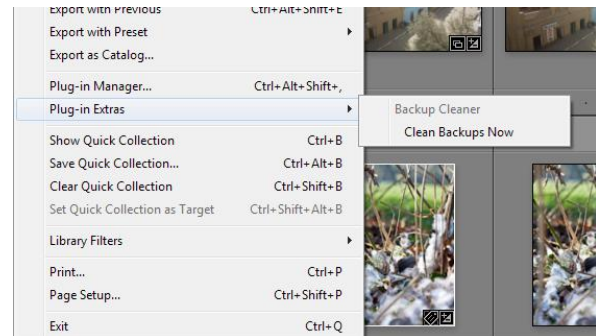 Export with Previous Ctrl+Alt+Shift+E
Export with Preset
Export as Catalog...
Plug-in Manager... Ctrl+Alt+Shift+,
Plug-in Extras
Backup Cleaner
Clean Backups Now
Show Quick Collection Ctrl+B
Save Quick Collection... Ctrl+Alt+B
Clear Quick Collection Ctrl+Shift+B
Set Quick Collection as Target Ctrl+Shift+Alt+B
Library Filters
Print... Ctrl+P
Page Setup... Ctrl+Shift+P
Exit Ctrl+Q